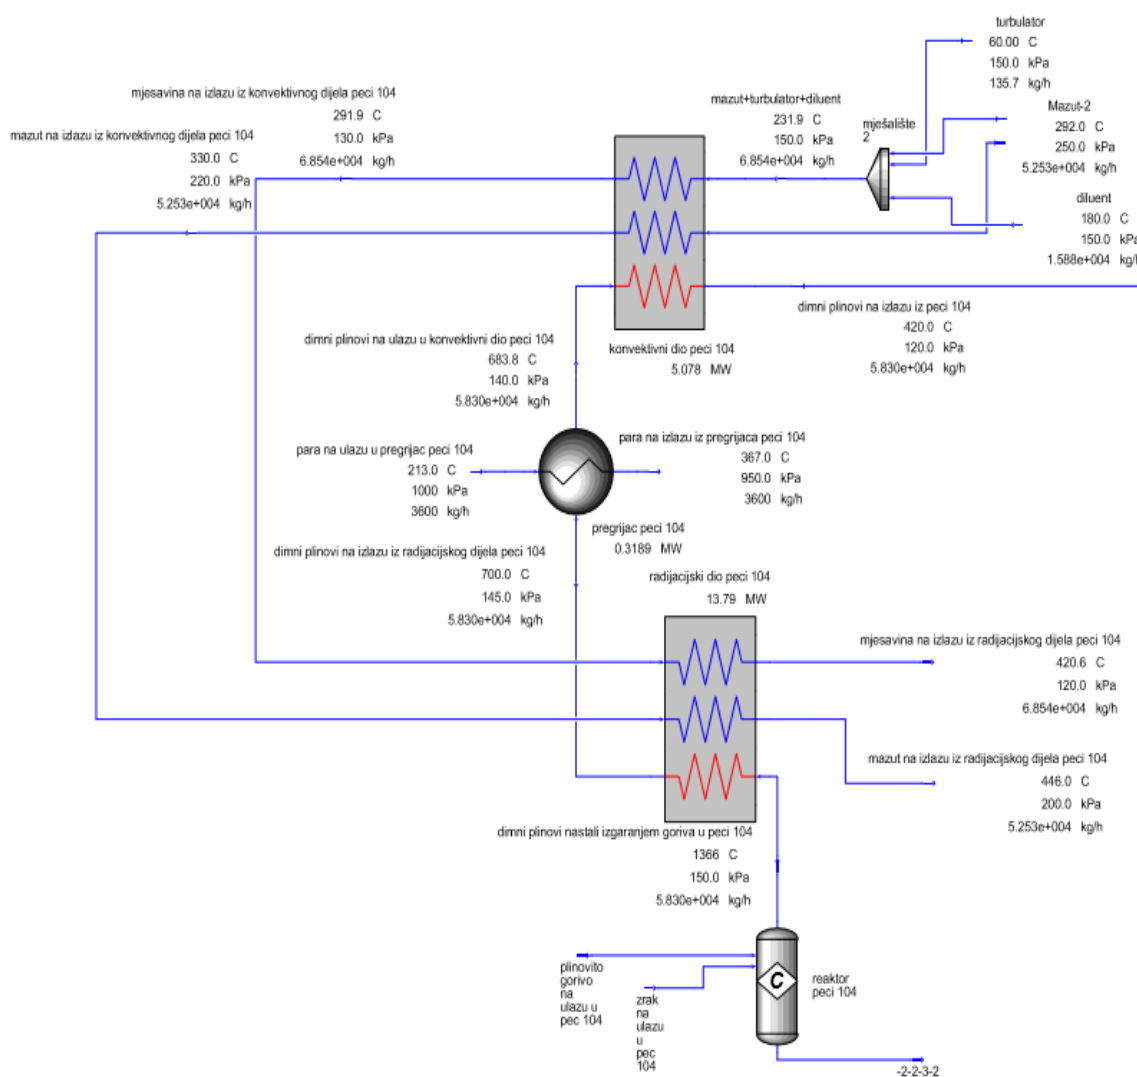 turbulator
60.00 C
150.0 kPa
135.7 kg/h
mjesavina na izlazu iz konvektivnog dijela peci 104
291.9 C
130.0 kPa
6.854e+004 kg/h
mazut na izlazu iz konvektivnog dijela peci 104
330.0 C
220.0 kPa
5.253e+004 kg/h
mazut+turbulator+diluent
231.9 C
150.0 kPa
6.854e+004 kg/h
mješalište
2
Mazut-2
292.0 C
250.0 kPa
5.253e+004 kg/h
diluent
180.0 C
150.0 kPa
1.588e+004 kg/h
dimni plinovi na izlazu iz peci 104
420.0 C
120.0 kPa
5.830e+004 kg/h
dimni plinovi na ulazu u konvektivni dio peci 104
683.8 C
140.0 kPa
5.830e+004 kg/h
konvektivni dio peci 104
5.078 MW
para na ulazu u pregrijac peci 104
213.0 C
1000 kPa
3600 kg/h
para na izlazu iz pregrijaca peci 104
367.0 C
950.0 kPa
3600 kg/h
pregrijac peci 104
0.3189 MW
dimni plinovi na izlazu iz radijacijskog dijela peci 104
700.0 C
145.0 kPa
5.830e+004 kg/h
radijacijski dio peci 104
13.79 MW
mjesavina na izlazu iz radijacijskog dijela peci 104
420.6 C
120.0 kPa
6.854e+004 kg/h
mazut na izlazu iz radijacijskog dijela peci 104
446.0 C
200.0 kPa
5.253e+004 kg/h
dimni plinovi nastali izgaranjem goriva u peci 104
1366 C
150.0 kPa
5.830e+004 kg/h
plinovito
gorivo
na
ulazu u
pec 104
zrak
na
ulazu
u
pec
104
C
reaktor
peci 104
-2-2-3-2